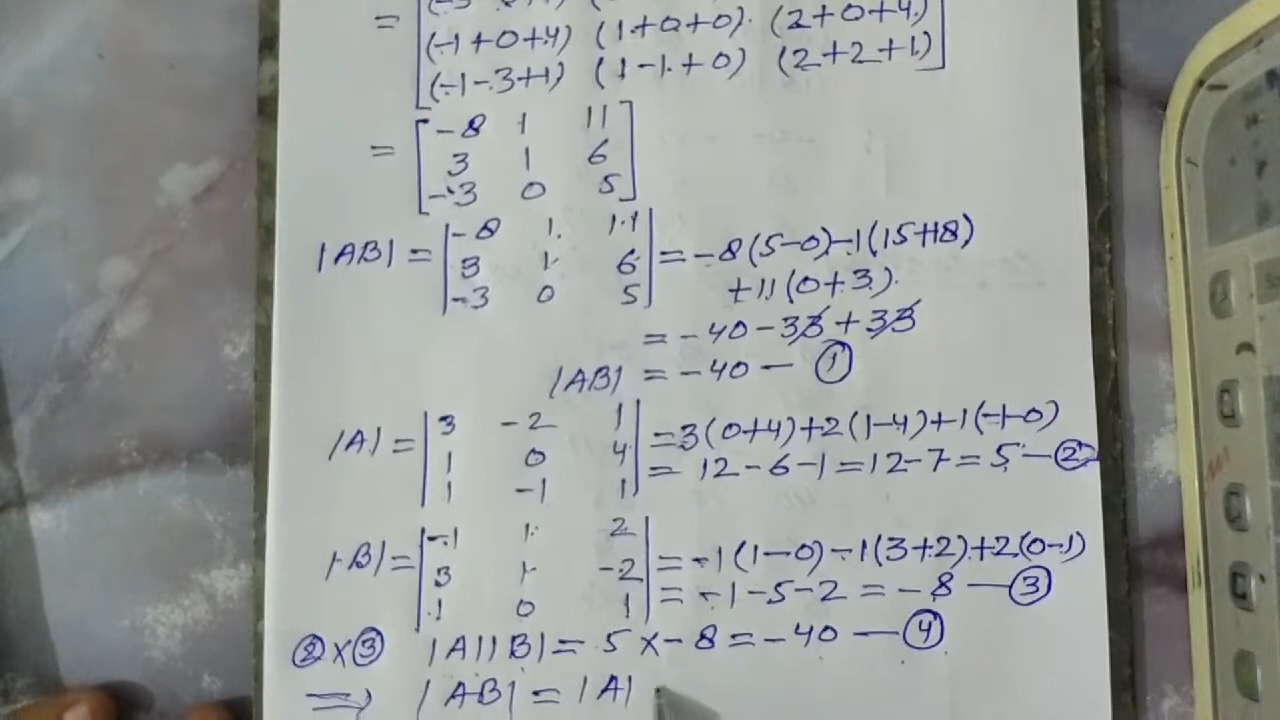 = (-1+0+4) (1+0+0) (2+0+4)
(-1-3+1) (1-1+0) (2+2+1)
= [-8 1 11
3 1 6
-3 0 5]
|AB| = |-8 1 11
3 1 6
-3 0 5| = -8(5-0)-1(15+18)
+11(0+3)
= -40-33+33
|AB| = -40 — ①
|A| = |3 -2 1
1 0 4
1 -1 1| = 3(0+4)+2(1-4)+1(-1-0)
= 12-6-1 = 12-7 = 5 — ②
|B| = |-1 1 2
3 1 -2
1 0 1| = -1(1-0)-1(3+2)+2(0-1)
= -1-5-2 = -8 — ③
②×③ |A||B| = 5×-8 = -40 — ④
⇒ |AB| = |A|